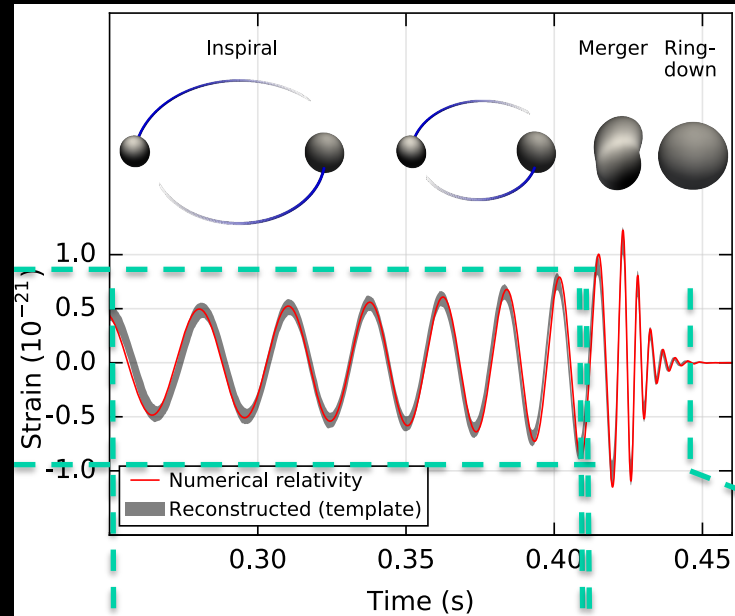 Inspiral
Merger Ring-
down
1.0
0.5
0.0
-0.5
-1.0
Strain (10⁻²¹)
Numerical relativity
Reconstructed (template)
0.30 0.35 0.40 0.45
Time (s)